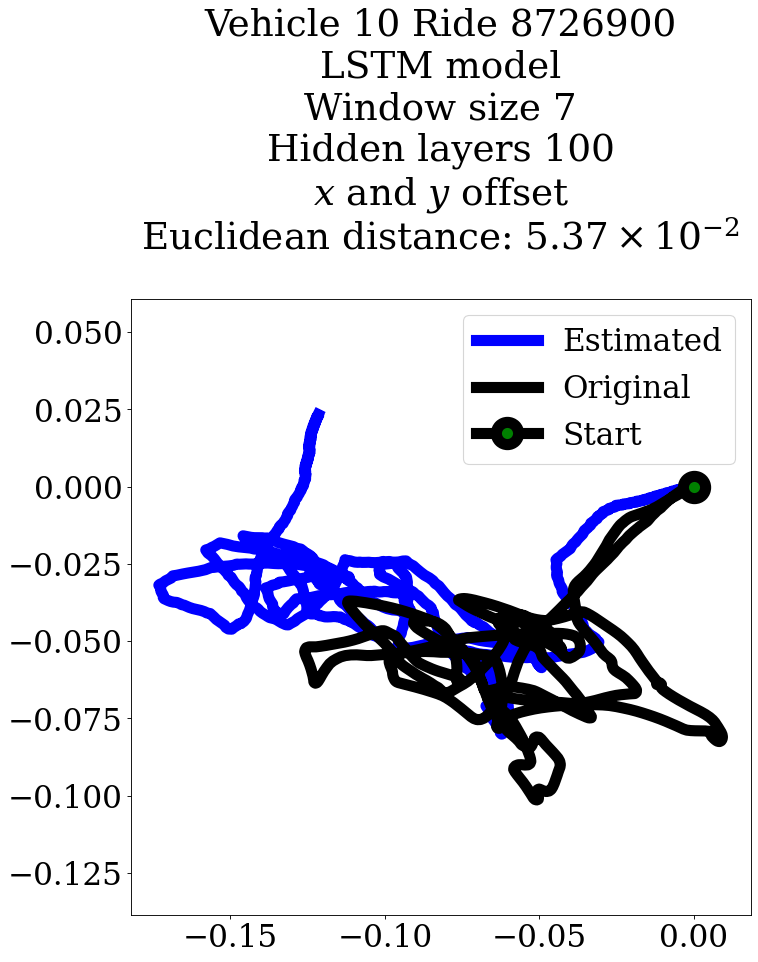 Vehicle 10 Ride 8726900
LSTM model
Window size 7
Hidden layers 100
x and y offset
Euclidean distance: 5.37 × 10⁻²
Estimated
Original
Start
0.050
0.025
0.000
−0.025
−0.050
−0.075
−0.100
−0.125
−0.15 −0.10 −0.05 0.00